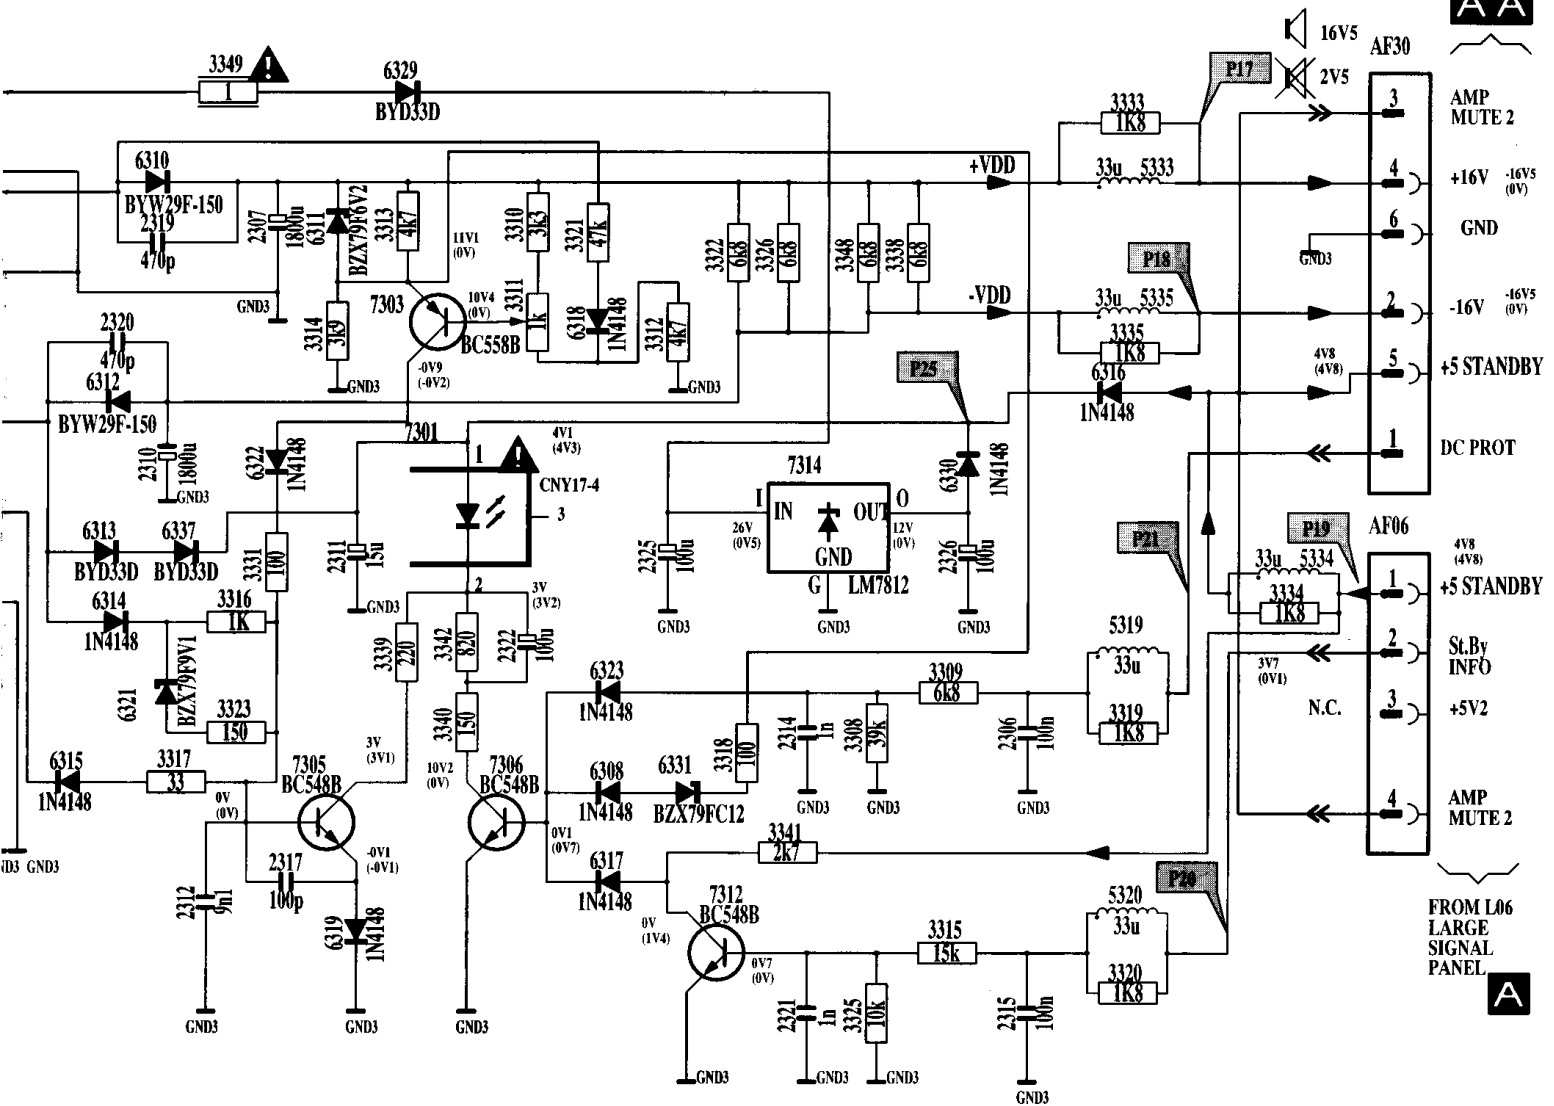 A A
16V5
AF30
3349
!
1
6329
BYD33D
P17
2V5
3333
1K8
3
AMP
MUTE 2
6310
BYW29F-150
2319
470p
2307
1800u
6311
BZX79F6V2
3313
4k7
11V1
(0V)
3310
3k3
3321
47k
+VDD
33u 5333
4
+16V
-16V5
(0V)
3322
6k8
3326
6k8
3348
6k8
3338
6k8
6
GND
GND3
P18
GND3
7303
10V4
(0V)
3311
1k
3314
3k9
BC558B
6318
1N4148
3312
4k7
-VDD
33u 5335
2
-16V
-16V5
(0V)
3335
1K8
2320
470p
6312
BYW29F-150
-0V9
(-0V2)
GND3
GND3
P25
6316
1N4148
4V8
(4V8)
5
+5 STANDBY
2310
1800u
GND3
6322
1N4148
7301
1
!
4V1
(4V3)
CNY17-4
3
7314
I
IN
OUT
O
GND
G
LM7812
26V
(0V5)
12V
(0V)
6330
1N4148
1
DC PROT
6313
BYD33D
6337
BYD33D
3331
100
2311
15u
GND3
2
2325
100u
GND3
GND3
2326
100u
GND3
P21
P19
AF06
4V8
(4V8)
33u 5334
3334
1K8
1
+5 STANDBY
6314
1N4148
3316
1K
3339
220
3342
820
3V
(3V2)
2322
100u
5319
33u
3V7
(0V1)
2
St.By
INFO
6321
BZX79F9V1
3323
150
3340
150
6323
1N4148
2314
1n
3308
39k
3309
6k8
2306
100n
3319
1K8
N.C.
3
+5V2
6315
1N4148
3317
33
0V
(0V)
7305
BC548B
3V
(3V1)
10V2
(0V)
7306
BC548B
6308
1N4148
6331
BZX79FC12
3318
100
GND3
GND3
GND3
4
AMP
MUTE 2
0V1
(0V7)
3341
2k7
GND3
2312
9n1
2317
100p
-0V1
(-0V1)
6319
1N4148
6317
1N4148
P20
7312
BC548B
0V
(1V4)
0V7
(0V)
3315
15k
5320
33u
3320
1K8
2321
1n
3325
10k
2315
100n
FROM L06
LARGE
SIGNAL
PANEL
A
GND3
GND3
GND3
GND3
GND3
GND3
GND3